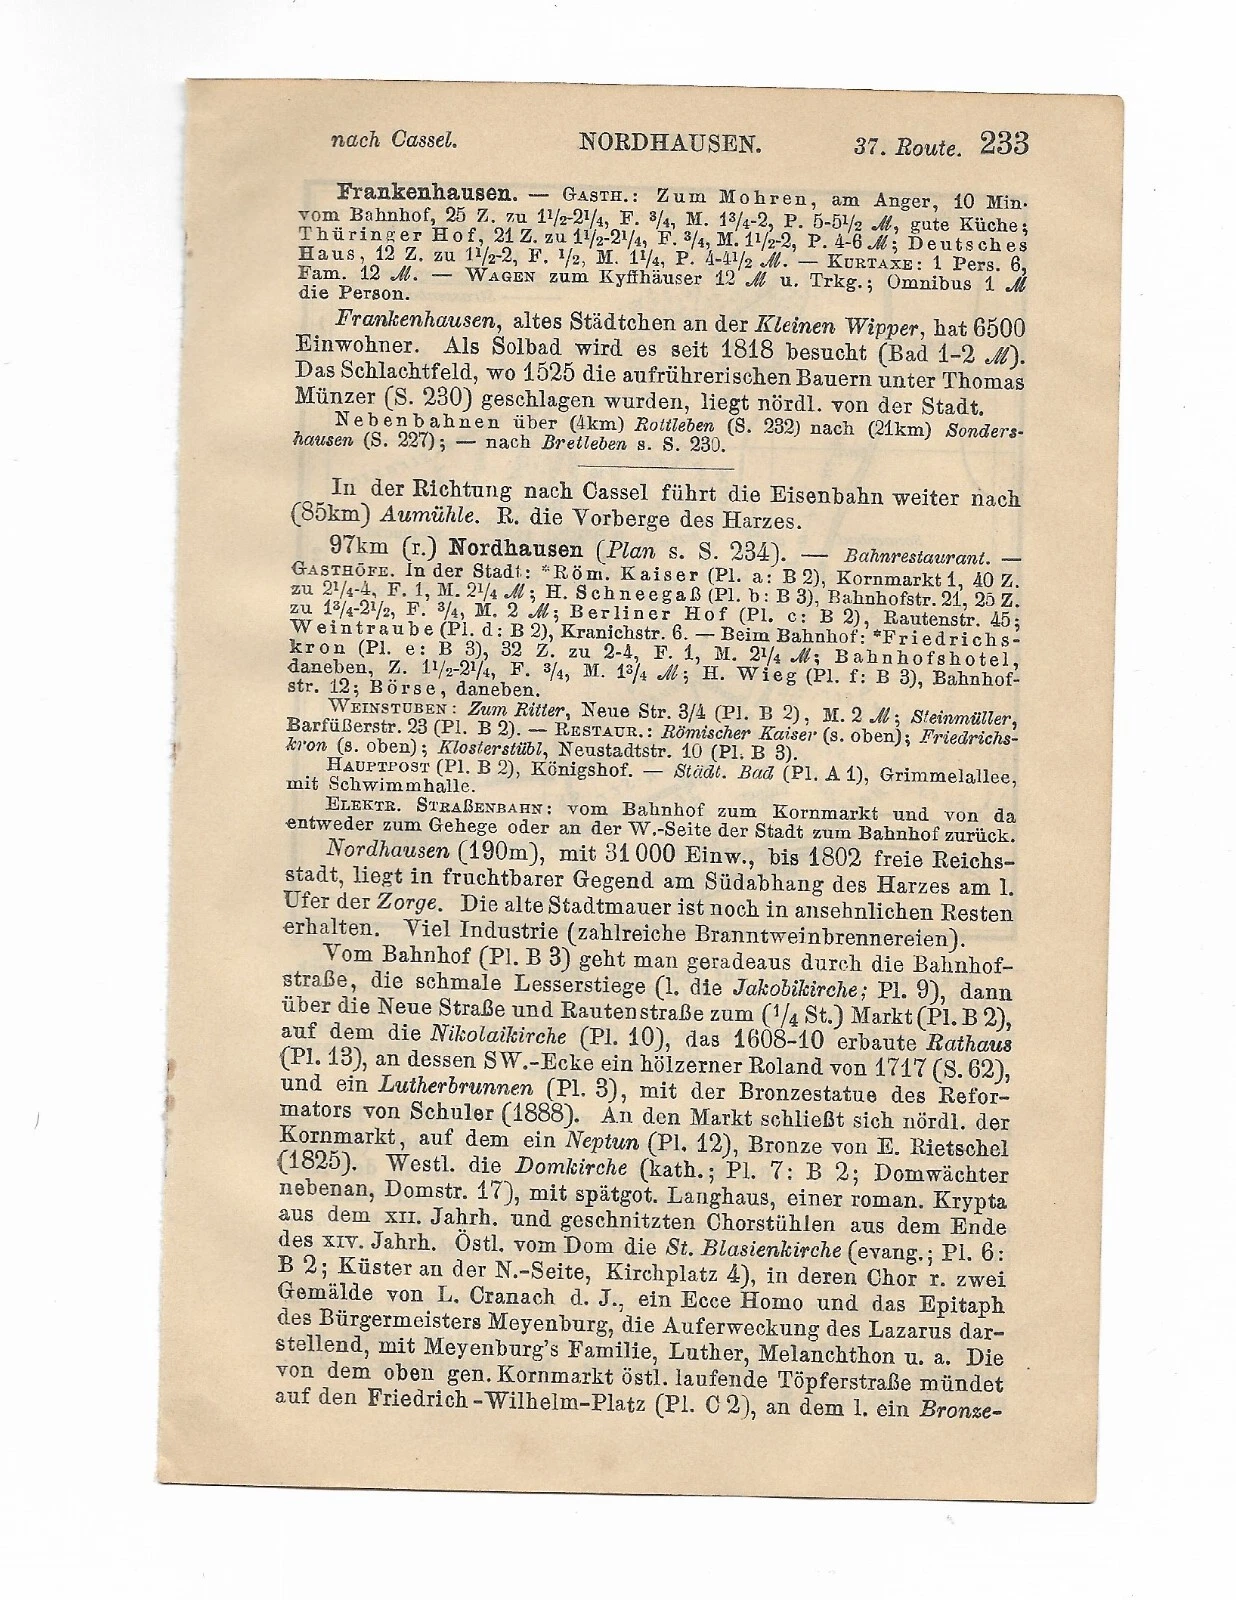 nach Cassel. NORDHAUSEN. 37. Route. 233
Frankenhausen. — GASTH.: Zum Mohren, am Anger, 10 Min.
vom Bahnhof, 25 Z. zu 1½-2¼, F. ¾, M. 1¾-2, P. 5-5½ ℳ, gute Küche;
Thüringer Hof, 21 Z. zu 1½-2¼, F. ¾, M. 1½-2, P. 4-6 ℳ; Deutsches
Haus, 12 Z. zu 1½-2, F. ½, M. 1¼, P. 4-4½ ℳ. — KURTAXE: 1 Pers. 6,
Fam. 12 ℳ. — WAGEN zum Kyffhäuser 12 ℳ u. Trkg.; Omnibus 1 ℳ
die Person.
Frankenhausen, altes Städtchen an der Kleinen Wipper, hat 6500
Einwohner. Als Solbad wird es seit 1818 besucht (Bad 1-2 ℳ).
Das Schlachtfeld, wo 1525 die aufrührerischen Bauern unter Thomas
Münzer (S. 230) geschlagen wurden, liegt nördl. von der Stadt.
Nebenbahnen über (4km) Rottleben (S. 232) nach (21km) Sonders-
hausen (S. 227); — nach Bretleben s. S. 230.
In der Richtung nach Cassel führt die Eisenbahn weiter nach
(85km) Aumühle. R. die Vorberge des Harzes.
97km (r.) Nordhausen (Plan s. S. 234). — Bahnrestaurant. —
GASTHÖFE. In der Stadt: *Röm. Kaiser (Pl. a: B 2), Kornmarkt 1, 40 Z.
zu 2¼-4, F. 1, M. 2¼ ℳ; H. Schneegaß (Pl. b: B 3), Bahnhofstr. 21, 25 Z.
zu 1¾-2½, F. ¾, M. 2 ℳ; Berliner Hof (Pl. c: B 2), Rautenstr. 45;
Weintraube (Pl. d: B 2), Kranichstr. 6. — Beim Bahnhof: *Friedrichs-
kron (Pl. e: B 3), 32 Z. zu 2-4, F. 1, M. 2¼ ℳ; Bahnhofshotel,
daneben, Z. 1½-2¼, F. ¾, M. 1¾ ℳ; H. Wieg (Pl. f: B 3), Bahnhof-
str. 12; Börse, daneben.
WEINSTUBEN: Zum Ritter, Neue Str. 3/4 (Pl. B 2), M. 2 ℳ; Steinmüller,
Barfüßerstr. 23 (Pl. B 2). — RESTAUR.: Römischer Kaiser (s. oben); Friedrichs-
kron (s. oben); Klosterstübl, Neustadtstr. 10 (Pl. B 3).
HAUPTPOST (Pl. B 2), Königshof. — Städt. Bad (Pl. A 1), Grimmelallee,
mit Schwimmhalle.
ELEKTR. STRAßENBAHN: vom Bahnhof zum Kornmarkt und von da
entweder zum Gehege oder an der W.-Seite der Stadt zum Bahnhof zurück.
Nordhausen (190m), mit 31 000 Einw., bis 1802 freie Reichs-
stadt, liegt in fruchtbarer Gegend am Südabhang des Harzes am l.
Ufer der Zorge. Die alte Stadtmauer ist noch in ansehnlichen Resten
erhalten. Viel Industrie (zahlreiche Branntweinbrennereien).
Vom Bahnhof (Pl. B 3) geht man geradeaus durch die Bahnhof-
straße, die schmale Lesserstiege (l. die Jakobikirche; Pl. 9), dann
über die Neue Straße und Rautenstraße zum (¼ St.) Markt (Pl. B 2),
auf dem die Nikolaikirche (Pl. 10), das 1608-10 erbaute Rathaus
(Pl. 13), an dessen SW.-Ecke ein hölzerner Roland von 1717 (S. 62),
und ein Lutherbrunnen (Pl. 3), mit der Bronzestatue des Refor-
mators von Schuler (1888). An den Markt schließt sich nördl. der
Kornmarkt, auf dem ein Neptun (Pl. 12), Bronze von E. Rietschel
(1825). Westl. die Domkirche (kath.; Pl. 7: B 2; Domwächter
nebenan, Domstr. 17), mit spätgot. Langhaus, einer roman. Krypta
aus dem XII. Jahrh. und geschnitzten Chorstühlen aus dem Ende
des XIV. Jahrh. Östl. vom Dom die St. Blasienkirche (evang.; Pl. 6:
B 2; Küster an der N.-Seite, Kirchplatz 4), in deren Chor r. zwei
Gemälde von L. Cranach d. J., ein Ecce Homo und das Epitaph
des Bürgermeisters Meyenburg, die Auferweckung des Lazarus dar-
stellend, mit Meyenburg's Familie, Luther, Melanchthon u. a. Die
von dem oben gen. Kornmarkt östl. laufende Töpferstraße mündet
auf den Friedrich-Wilhelm-Platz (Pl. C 2), an dem l. ein Bronze-